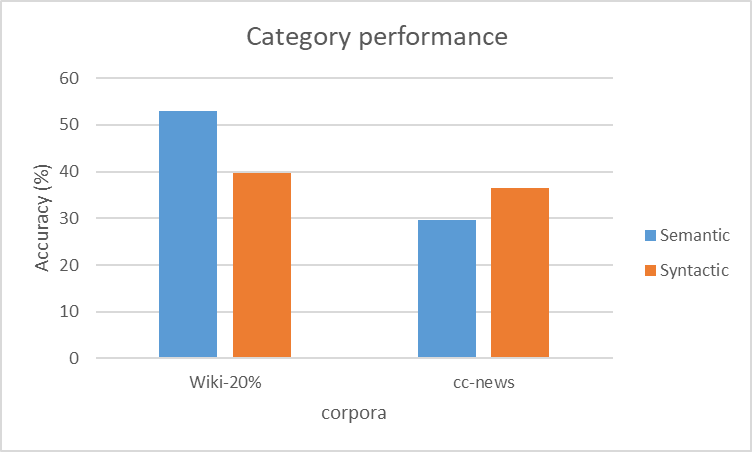 Category performance
60
50
40
30
20
10
0
Accuracy (%)
Wiki-20%
cc-news
corpora
Semantic
Syntactic